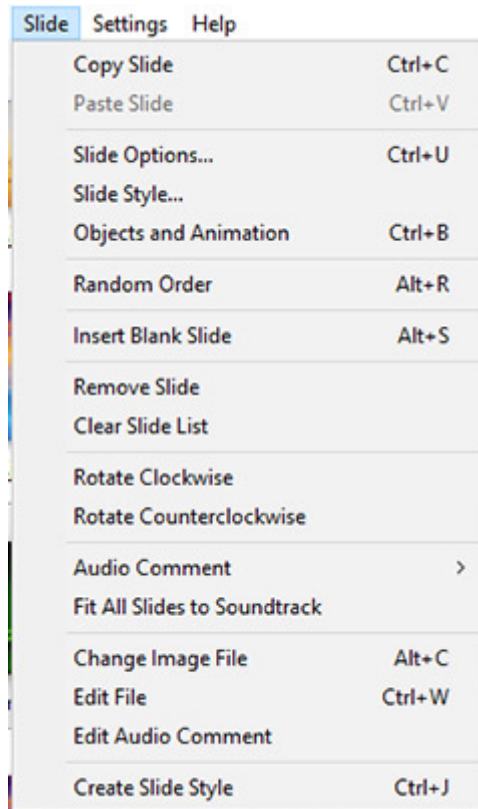 Slide Settings Help
Copy Slide Ctrl+C
Paste Slide Ctrl+V
Slide Options... Ctrl+U
Slide Style...
Objects and Animation Ctrl+B
Random Order Alt+R
Insert Blank Slide Alt+S
Remove Slide
Clear Slide List
Rotate Clockwise
Rotate Counterclockwise
Audio Comment >
Fit All Slides to Soundtrack
Change Image File Alt+C
Edit File Ctrl+W
Edit Audio Comment
Create Slide Style Ctrl+J